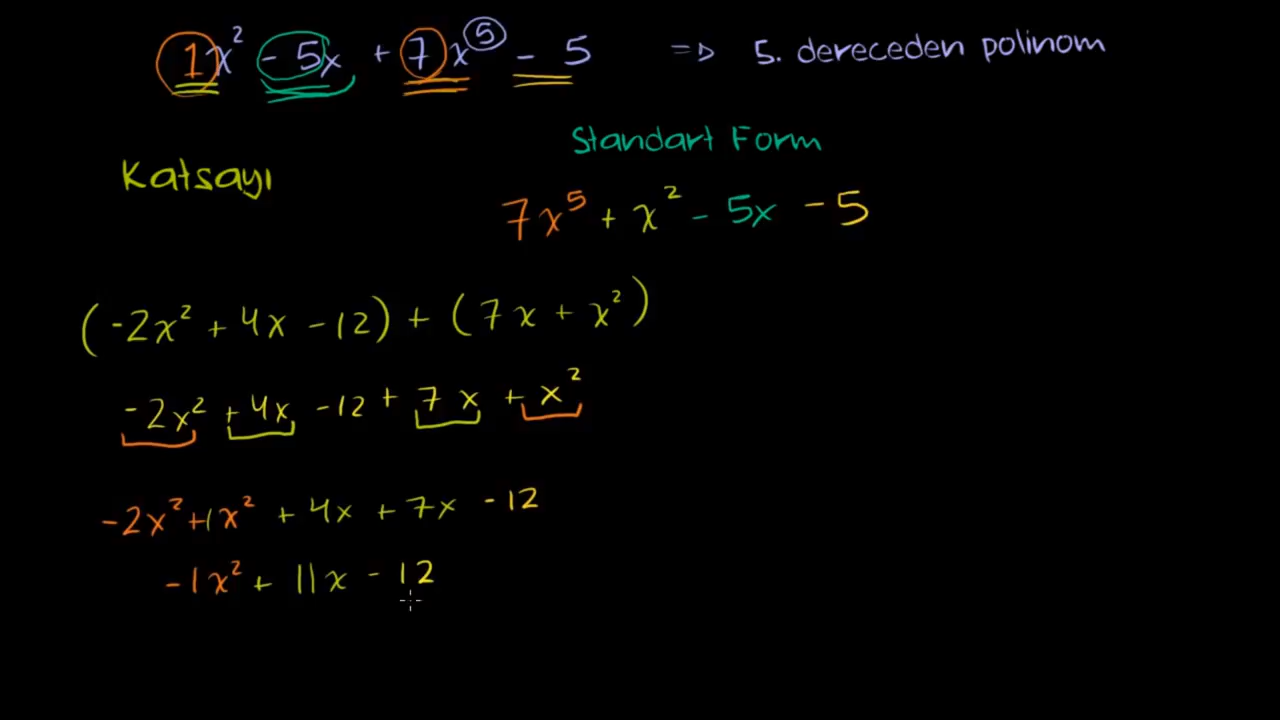 1x² - 5x + 7x⁵ - 5 => 5. dereceden polinom
Standart Form
Katsayı
7x⁵ + x² - 5x - 5
(-2x² + 4x - 12) + (7x + x²)
-2x² + 4x - 12 + 7x + x²
-2x² + 1x² + 4x + 7x - 12
-1x² + 11x - 12